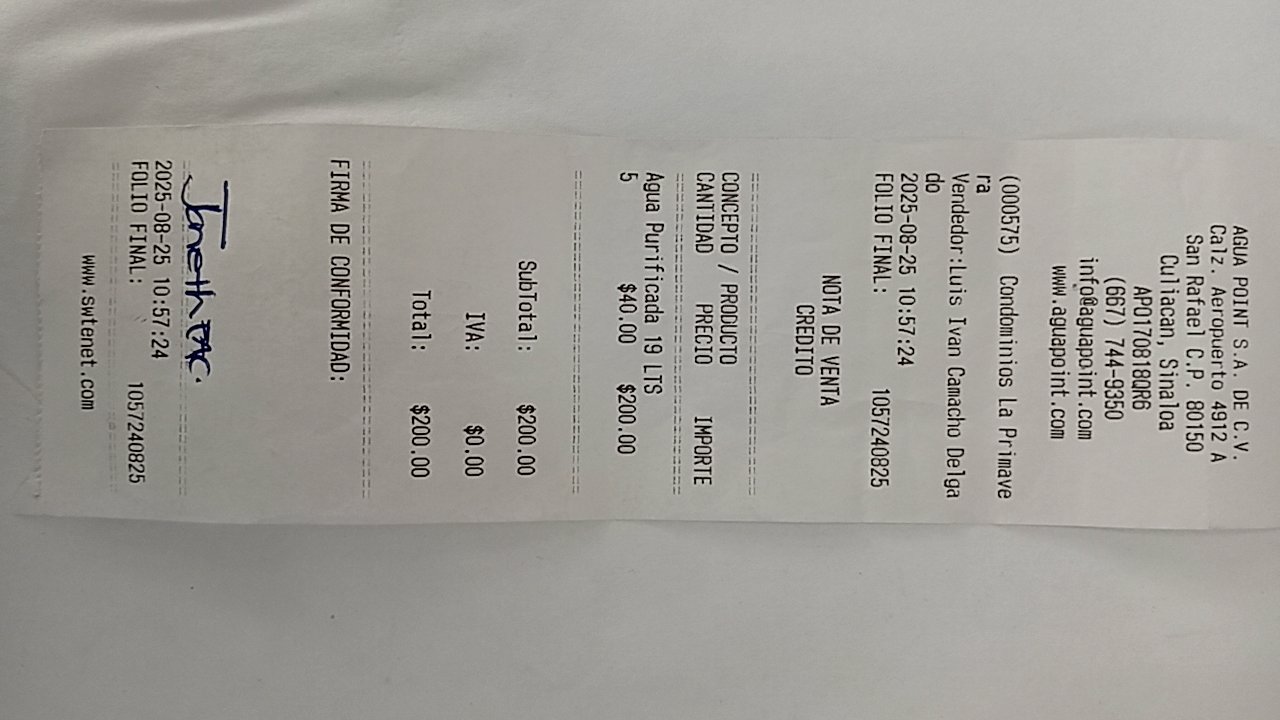 AGUA POINT S.A. DE C.V.
Calz. Aeropuerto 4912 A
San Rafael C.P. 80150
Culiacan, Sinaloa
APO170818QR6
(667) 744-9350
info@aguapoint.com
www.aguapoint.com
(000575) Condominios La Primave
ra
Vendedor:Luis Ivan Camacho Delga
do
2025-08-25 10:57:24
FOLIO FINAL: 1057240825
NOTA DE VENTA
CREDITO
CONCEPTO / PRODUCTO
CANTIDAD PRECIO IMPORTE
Agua Purificada 19 LTS
5 $40.00 $200.00
SubTotal: $200.00
IVA: $0.00
Total: $200.00
FIRMA DE CONFORMIDAD:
Janeth
2025-08-25 10:57:24
FOLIO FINAL: 1057240825
www.swtenet.com